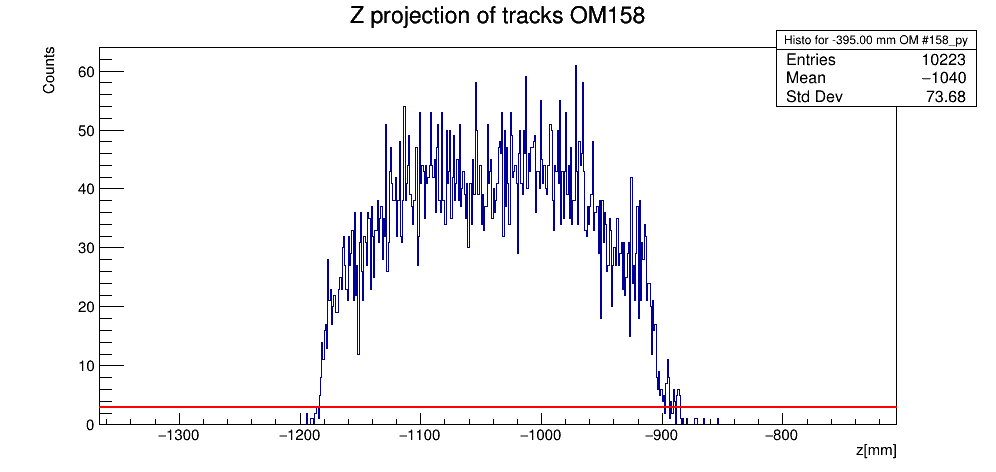 Z projection of tracks OM158
Histo for -395.00 mm OM #158_py
Entries 10223
Mean −1040
Std Dev 73.68
Counts
60
50
40
30
20
10
0
−1300 −1200 −1100 −1000 −900 −800
z[mm]